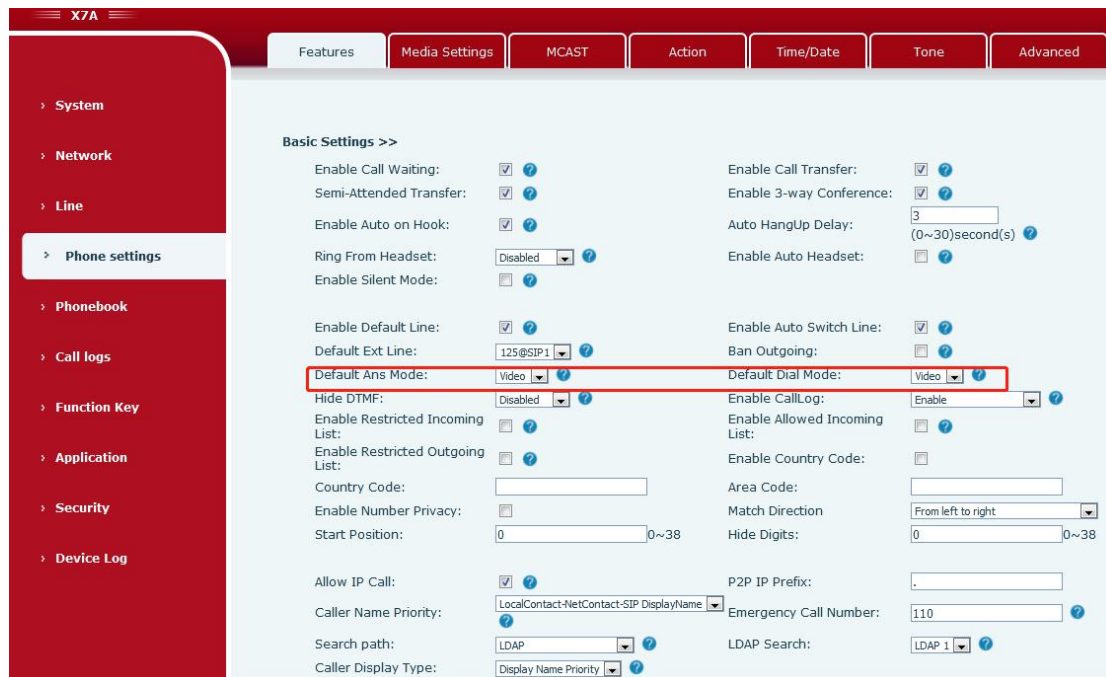 X7A
Features Media Settings MCAST Action Time/Date Tone Advanced
› System
› Network
› Line
› Phone settings
› Phonebook
› Call logs
› Function Key
› Application
› Security
› Device Log
Basic Settings >>
Enable Call Waiting: Enable Call Transfer:
Semi-Attended Transfer: Enable 3-way Conference:
Enable Auto on Hook: Auto HangUp Delay: 3
(0~30)second(s)
Ring From Headset: Disabled Enable Auto Headset:
Enable Silent Mode:
Enable Default Line: Enable Auto Switch Line:
Default Ext Line: 125@SIP1 Ban Outgoing:
Default Ans Mode: Video Default Dial Mode: Video
Hide DTMF: Disabled Enable CallLog: Enable
Enable Restricted Incoming List: Enable Allowed Incoming List:
Enable Restricted Outgoing List: Enable Country Code:
Country Code: Area Code:
Enable Number Privacy: Match Direction From left to right
Start Position: 0 0~38 Hide Digits: 0 0~38
Allow IP Call: P2P IP Prefix: .
Caller Name Priority: LocalContact-NetContact-SIP DisplayName Emergency Call Number: 110
Search path: LDAP LDAP Search: LDAP 1
Caller Display Type: Display Name Priority